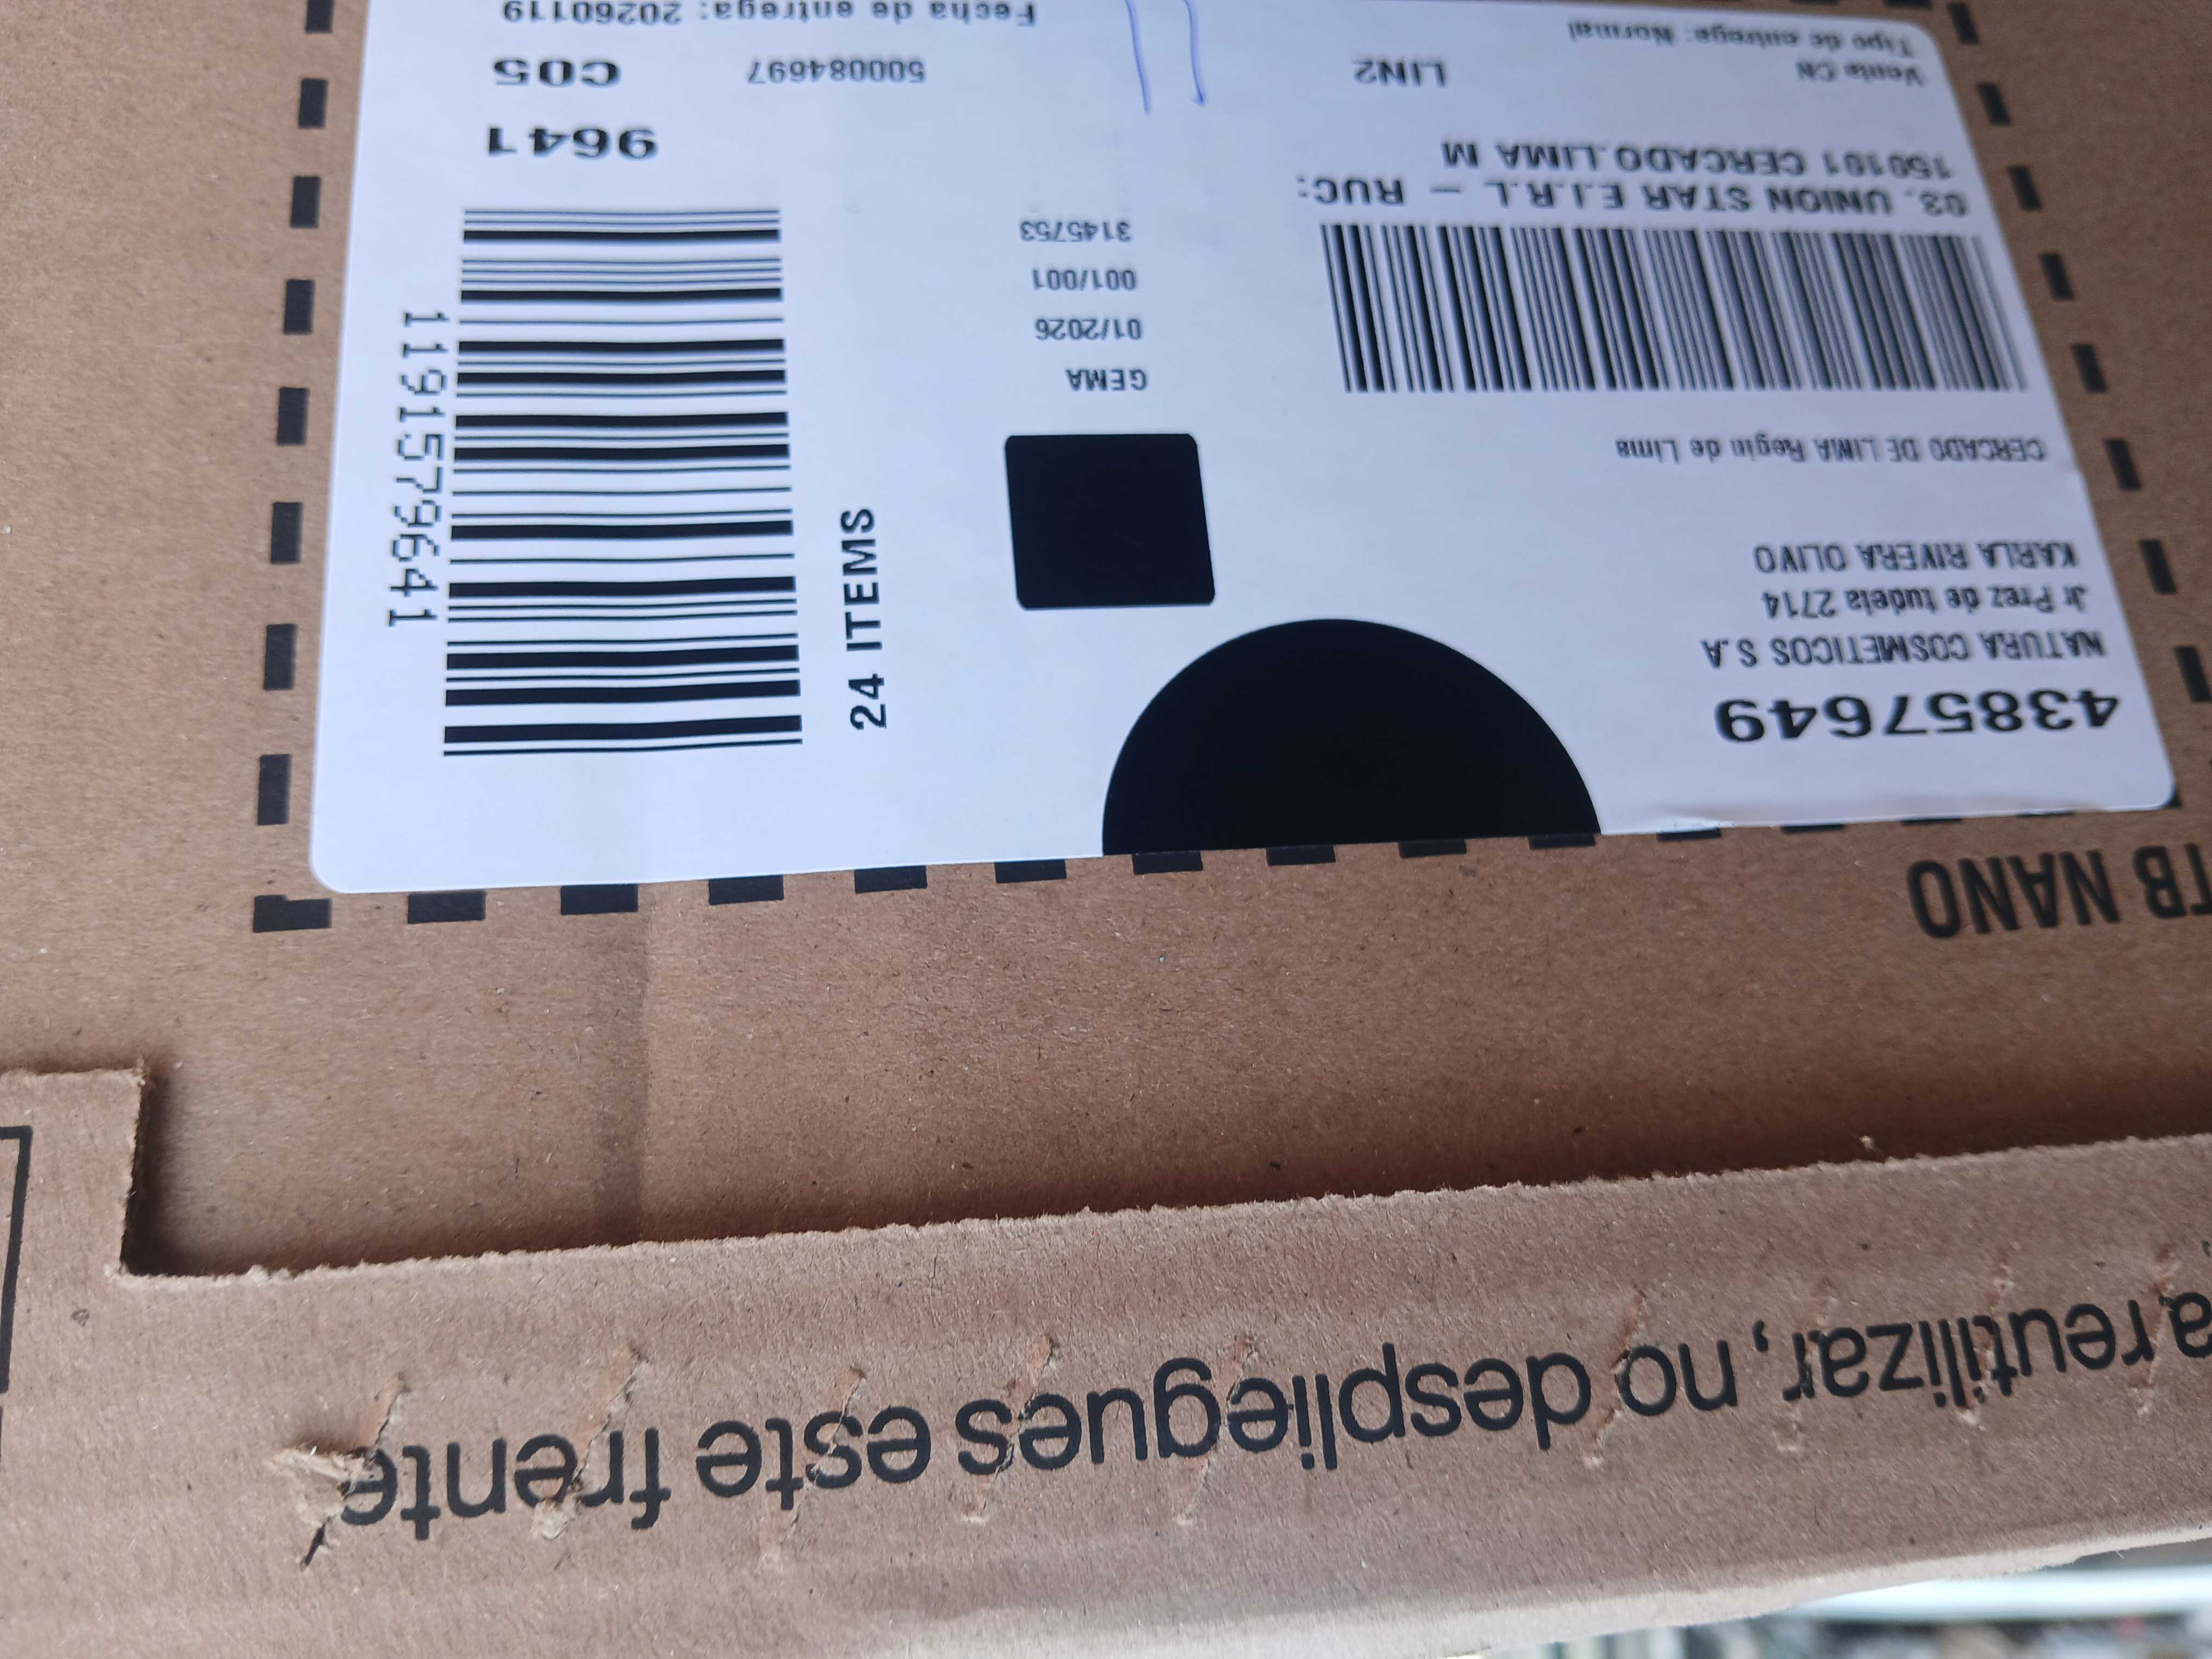 a reutilizar, no despliegues este frente
TB NANO
43857649
NATURA COSMETICOS S.A
Jr Prez de tudela 2714
KARLA RIVERA OLIVO
CERCADO DE LIMA Regin de Lima
GEMA
01/2026
001/001
3145753
24 ITEMS
1191579641
03. UNION STAR E.I.R.L - RUC:
150101 CERCADO.LIMA M
9641
Venta CN
LIN2
500084697
C05
Tipo de entrega: Normal
Fecha de entrega: 20260119